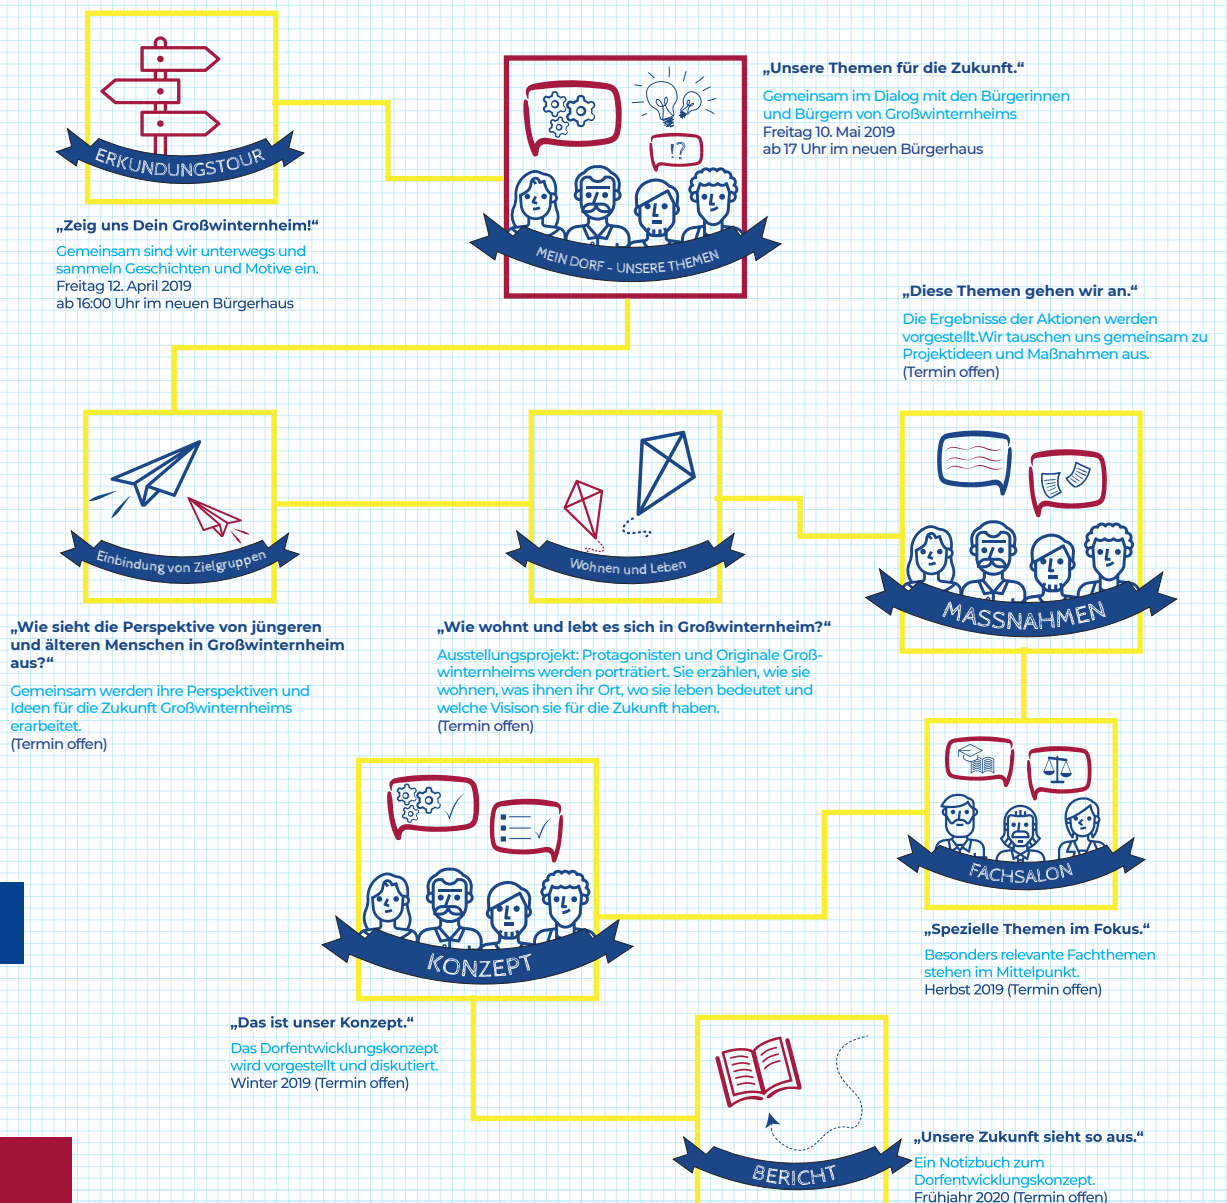 ERKUNDUNGSTOUR
„Zeig uns Dein Großwinternheim!“
Gemeinsam sind wir unterwegs und
sammeln Geschichten und Motive ein.
Freitag 12. April 2019
ab 16:00 Uhr im neuen Bürgerhaus
!?
MEIN DORF - UNSERE THEMEN
„Unsere Themen für die Zukunft.“
Gemeinsam im Dialog mit den Bürgerinnen
und Bürgern von Großwinternheims
Freitag 10. Mai 2019
ab 17 Uhr im neuen Bürgerhaus
Einbindung von Zielgruppen
„Wie sieht die Perspektive von jüngeren
und älteren Menschen in Großwinternheim
aus?“
Gemeinsam werden ihre Perspektiven und
Ideen für die Zukunft Großwinternheims
erarbeitet.
(Termin offen)
Wohnen und Leben
„Wie wohnt und lebt es sich in Großwinternheim?“
Ausstellungsprojekt: Protagonisten und Originale Groß-
winternheims werden porträtiert. Sie erzählen, wie sie
wohnen, was ihnen ihr Ort, wo sie leben bedeutet und
welche Visison sie für die Zukunft haben.
(Termin offen)
„Diese Themen gehen wir an.“
Die Ergebnisse der Aktionen werden
vorgestellt.Wir tauschen uns gemeinsam zu
Projektideen und Maßnahmen aus.
(Termin offen)
MASSNAHMEN
FACHSALON
„Spezielle Themen im Fokus.“
Besonders relevante Fachthemen
stehen im Mittelpunkt.
Herbst 2019 (Termin offen)
KONZEPT
„Das ist unser Konzept.“
Das Dorfentwicklungskonzept
wird vorgestellt und diskutiert.
Winter 2019 (Termin offen)
BERICHT
„Unsere Zukunft sieht so aus.“
Ein Notizbuch zum
Dorfentwicklungskonzept.
Frühjahr 2020 (Termin offen)